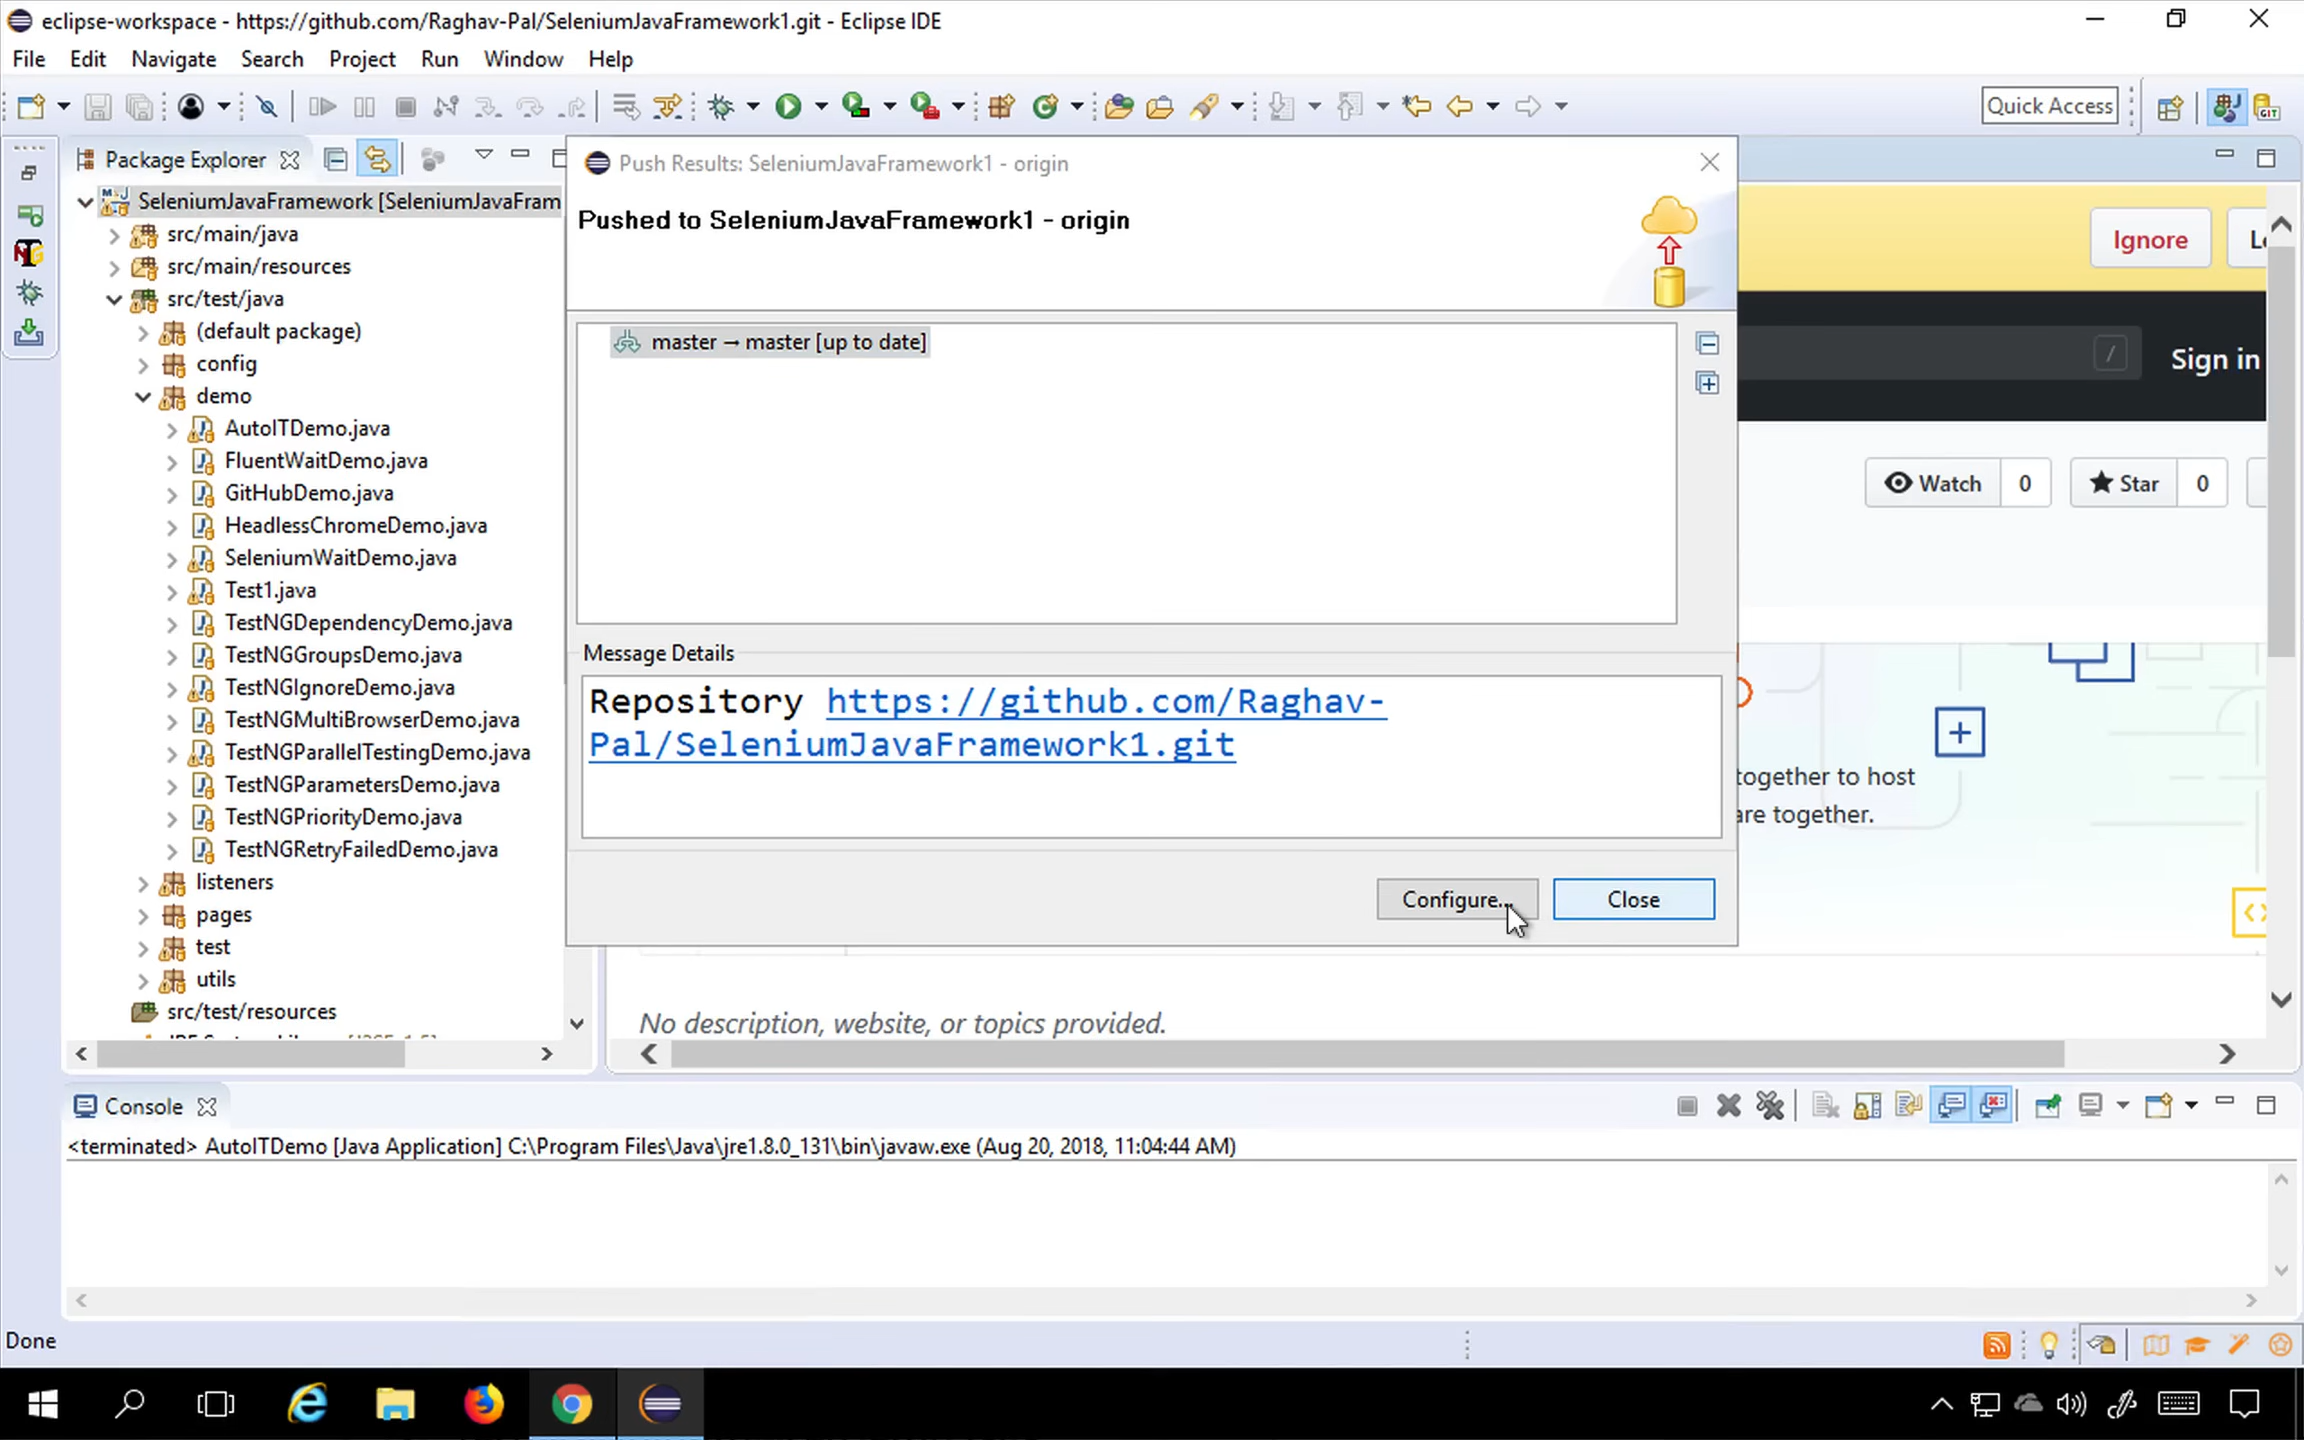 eclipse-workspace - https://github.com/Raghav-Pal/SeleniumJavaFramework1.git - Eclipse IDE
File Edit Navigate Search Project Run Window Help
Quick Access
Package Explorer
SeleniumJavaFramework [SeleniumJavaFram
src/main/java
src/main/resources
src/test/java
(default package)
config
demo
AutoITDemo.java
FluentWaitDemo.java
GitHubDemo.java
HeadlessChromeDemo.java
SeleniumWaitDemo.java
Test1.java
TestNGDependencyDemo.java
TestNGGroupsDemo.java
TestNGIgnoreDemo.java
TestNGMultiBrowserDemo.java
TestNGParallelTestingDemo.java
TestNGParametersDemo.java
TestNGPriorityDemo.java
TestNGRetryFailedDemo.java
listeners
pages
test
utils
src/test/resources
Push Results: SeleniumJavaFramework1 - origin
Pushed to SeleniumJavaFramework1 - origin
master → master [up to date]
Message Details
Repository https://github.com/Raghav-
Pal/SeleniumJavaFramework1.git
Configure...
Close
Ignore
/
Sign in
Watch 0
Star 0
together to host
are together.
No description, website, or topics provided.
Console
<terminated> AutoITDemo [Java Application] C:\Program Files\Java\jre1.8.0_131\bin\javaw.exe (Aug 20, 2018, 11:04:44 AM)
Done